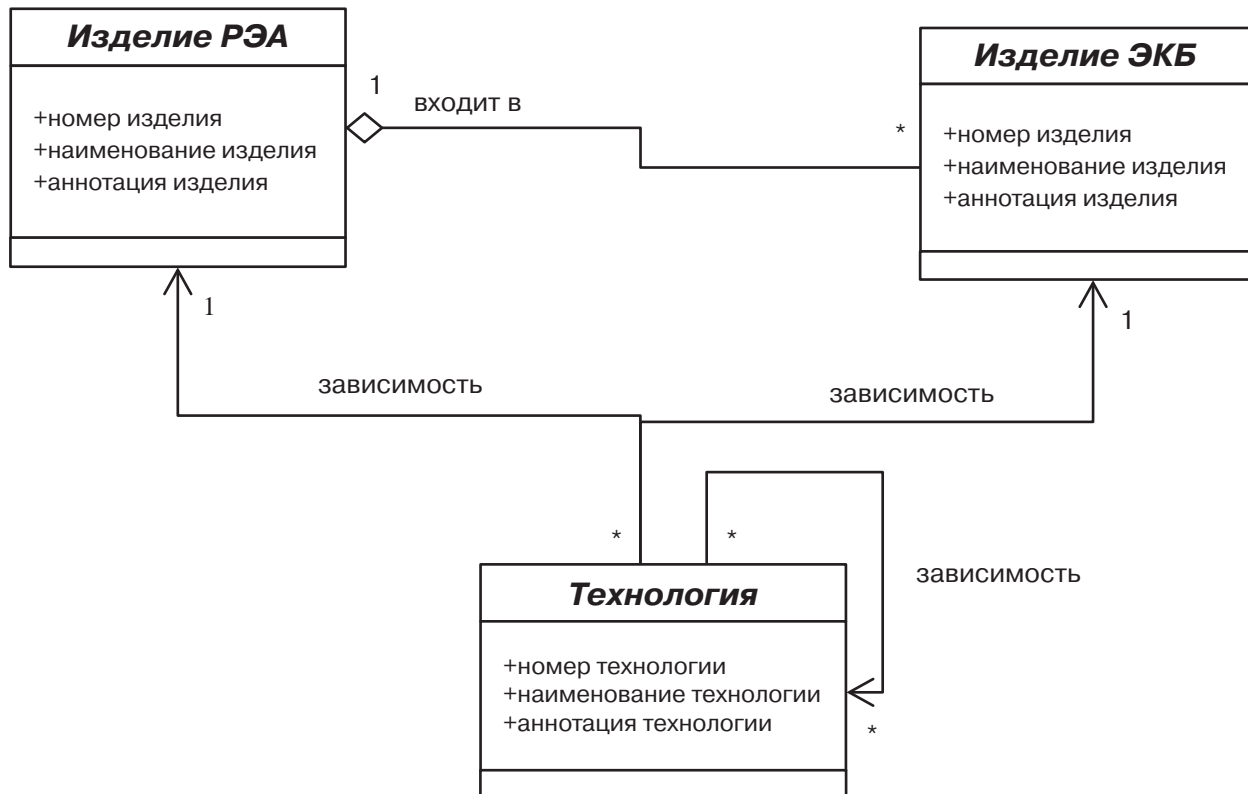 Изделие РЭА
+номер изделия
+наименование изделия
+аннотация изделия
1
входит в
*
Изделие ЭКБ
+номер изделия
+наименование изделия
+аннотация изделия
1
1
зависимость
зависимость
*
*
зависимость
Технология
+номер технологии
+наименование технологии
+аннотация технологии
*